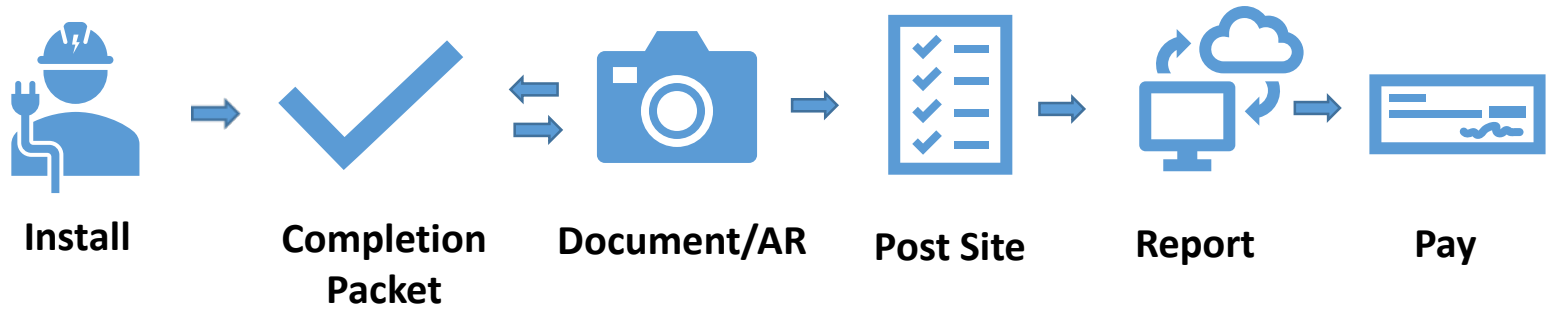 Install
Completion
Packet
Document/AR
Post Site
Report
Pay